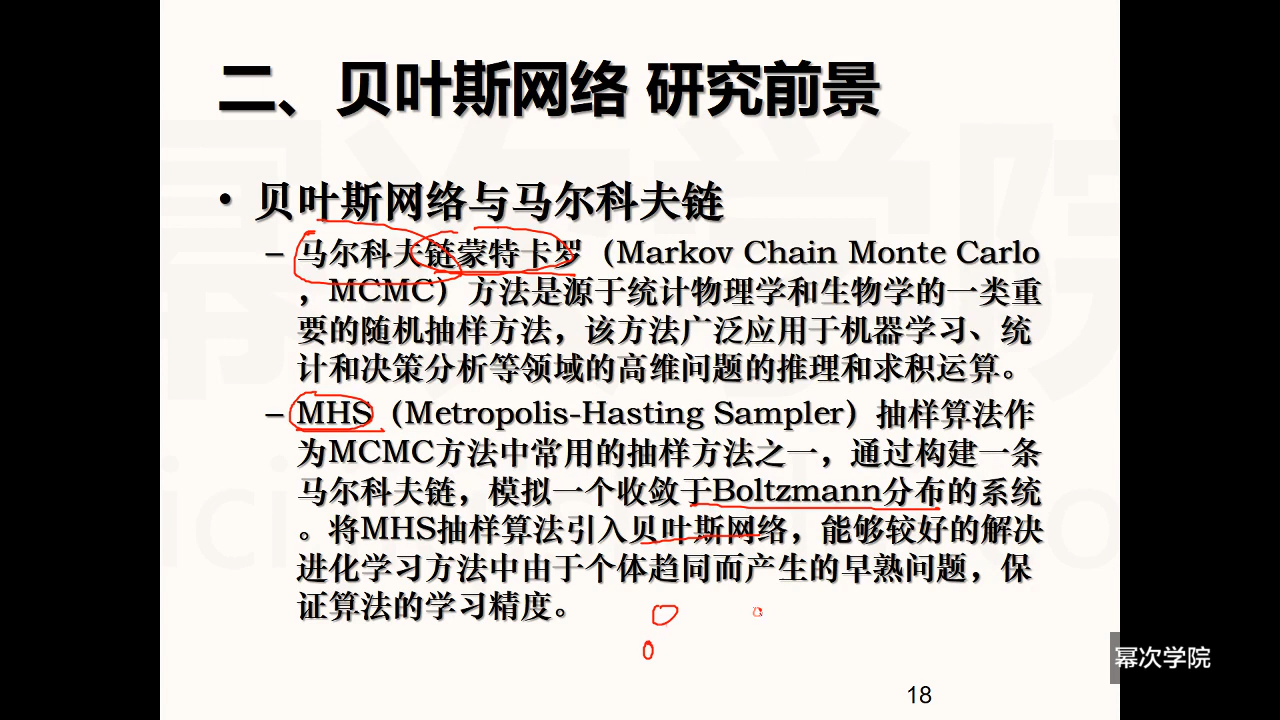 二、贝叶斯网络 研究前景
• 贝叶斯网络与马尔科夫链
– 马尔科夫链蒙特卡罗（Markov Chain Monte Carlo
，MCMC）方法是源于统计物理学和生物学的一类重
要的随机抽样方法，该方法广泛应用于机器学习、统
计和决策分析等领域的高维问题的推理和求积运算。
– MHS（Metropolis-Hasting Sampler）抽样算法作
为MCMC方法中常用的抽样方法之一，通过构建一条
马尔科夫链，模拟一个收敛于Boltzmann分布的系统
。将MHS抽样算法引入贝叶斯网络，能够较好的解决
进化学习方法中由于个体趋同而产生的早熟问题，保
证算法的学习精度。
幂次学院
18